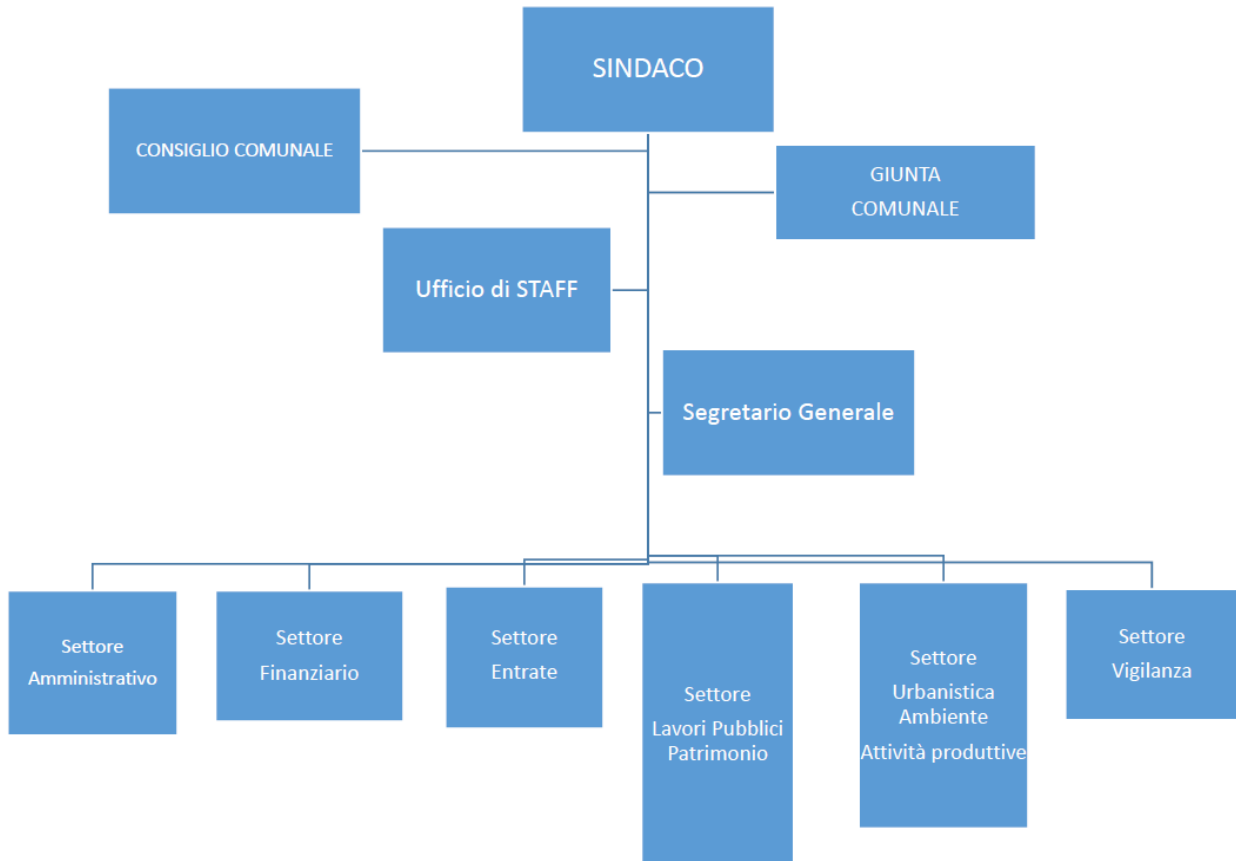 SINDACO
CONSIGLIO COMUNALE
GIUNTA
COMUNALE
Ufficio di STAFF
Segretario Generale
Settore
Amministrativo
Settore
Finanziario
Settore
Entrate
Settore
Lavori Pubblici
Patrimonio
Settore
Urbanistica
Ambiente
Attività produttive
Settore
Vigilanza